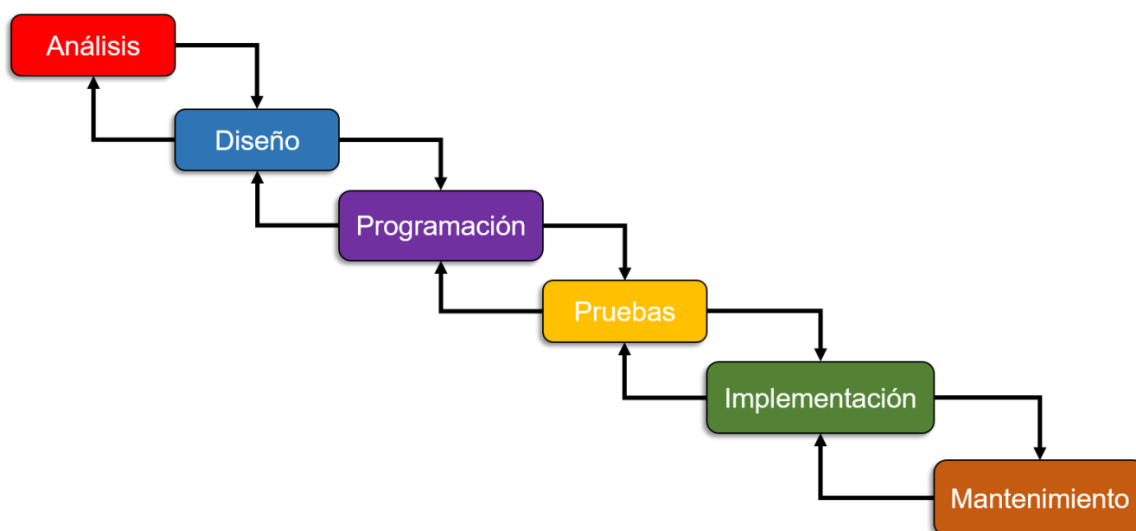 Análisis
Diseño
Programación
Pruebas
Implementación
Mantenimiento